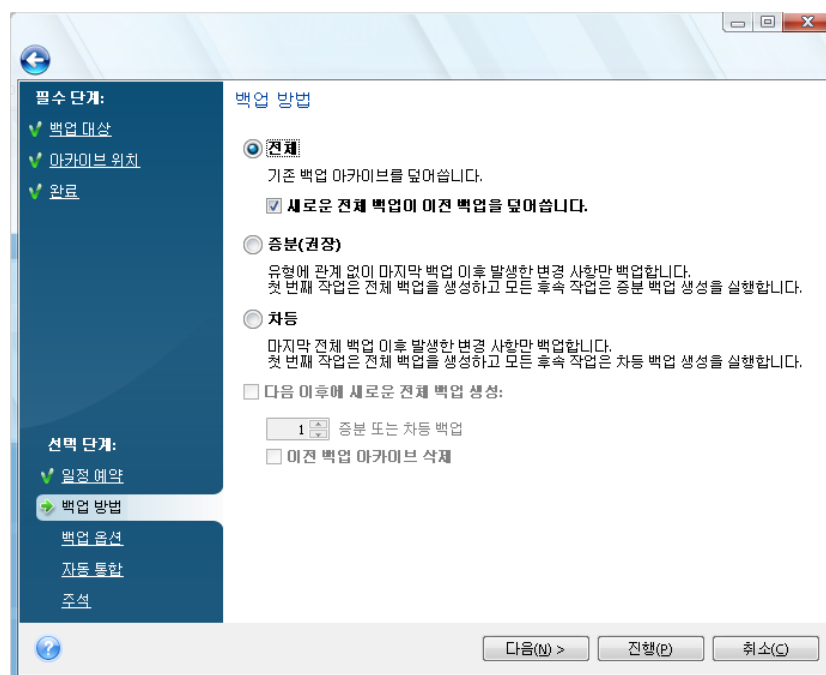 필수 단계:
백업 대상
아카이브 위치
완료
백업 방법
전체
기존 백업 아카이브를 덮어씁니다.
새로운 전체 백업이 이전 백업을 덮어씁니다.
증분(권장)
유형에 관계 없이 마지막 백업 이후 발생한 변경 사항만 백업합니다.
첫 번째 작업은 전체 백업을 생성하고 모든 후속 작업은 증분 백업 생성을 실행합니다.
차등
마지막 전체 백업 이후 발생한 변경 사항만 백업합니다.
첫 번째 작업은 전체 백업을 생성하고 모든 후속 작업은 차등 백업 생성을 실행합니다.
다음 이후에 새로운 전체 백업 생성:
1 증분 또는 차등 백업
이전 백업 아카이브 삭제
선택 단계:
일정 예약
백업 방법
백업 옵션
자동 통합
주석
다음(N) > 진행(P) 취소(C)